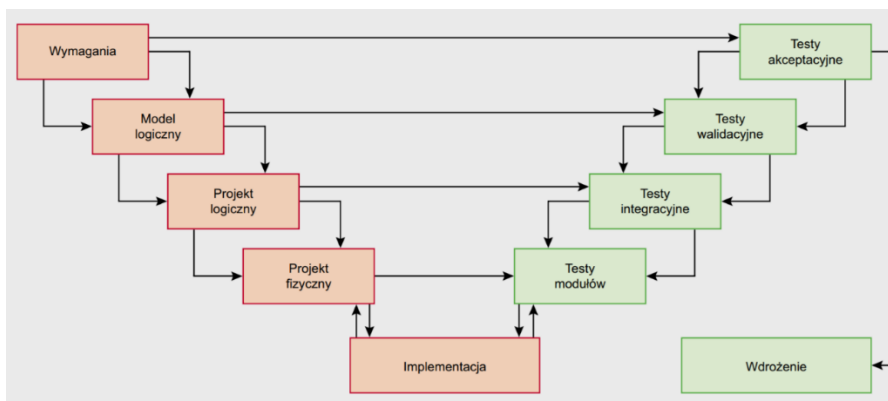 Wymagania
Testy
akceptacyjne
Model
logiczny
Testy
walidacyjne
Projekt
logiczny
Testy
integracyjne
Projekt
fizyczny
Testy
modułów
Implementacja
Wdrożenie